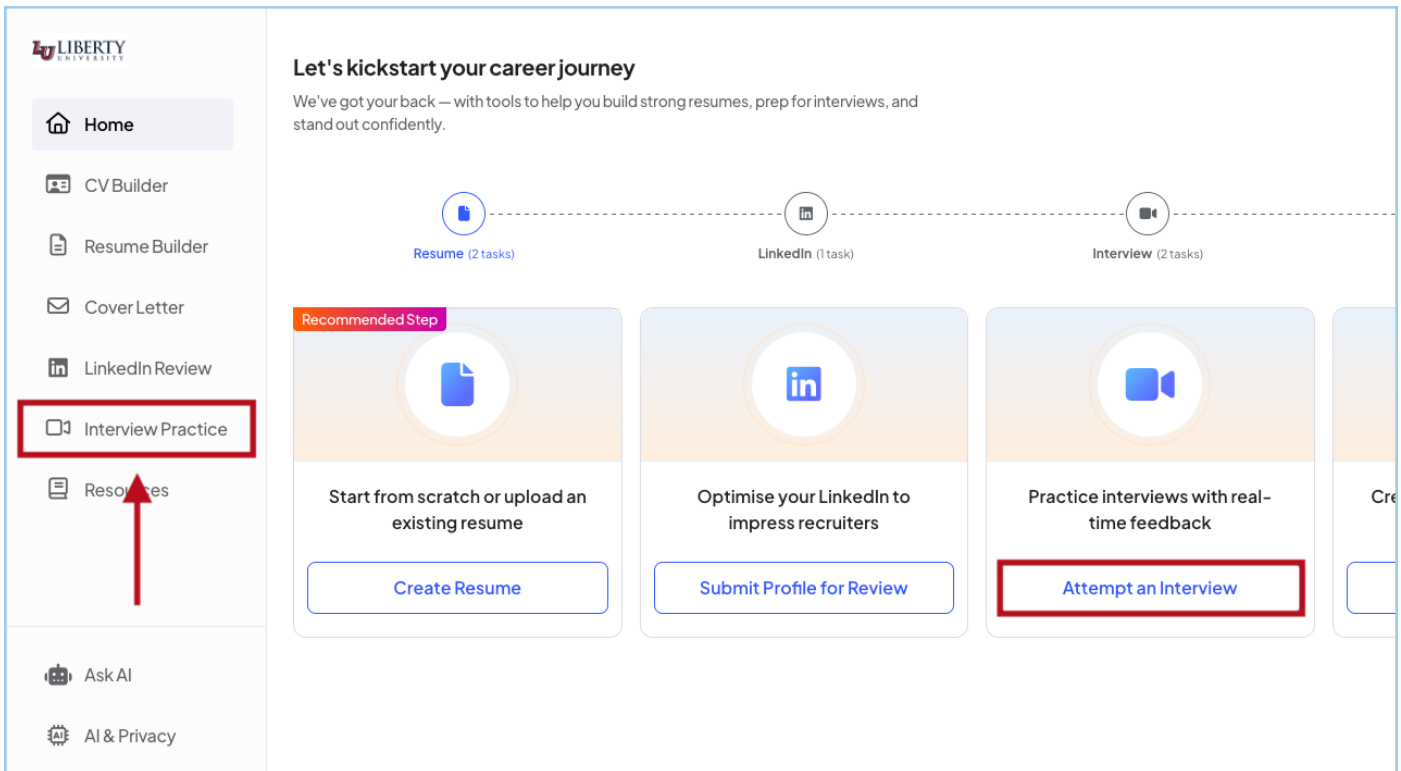 LU LIBERTY
UNIVERSITY
Home
CV Builder
Resume Builder
Cover Letter
LinkedIn Review
Interview Practice
Resources
Ask AI
AI & Privacy
Let's kickstart your career journey
We've got your back — with tools to help you build strong resumes, prep for interviews, and
stand out confidently.
Resume (2 tasks)
LinkedIn (1 task)
Interview (2 tasks)
Recommended Step
Start from scratch or upload an
existing resume
Create Resume
in
Optimise your LinkedIn to
impress recruiters
Submit Profile for Review
Practice interviews with real-
time feedback
Attempt an Interview